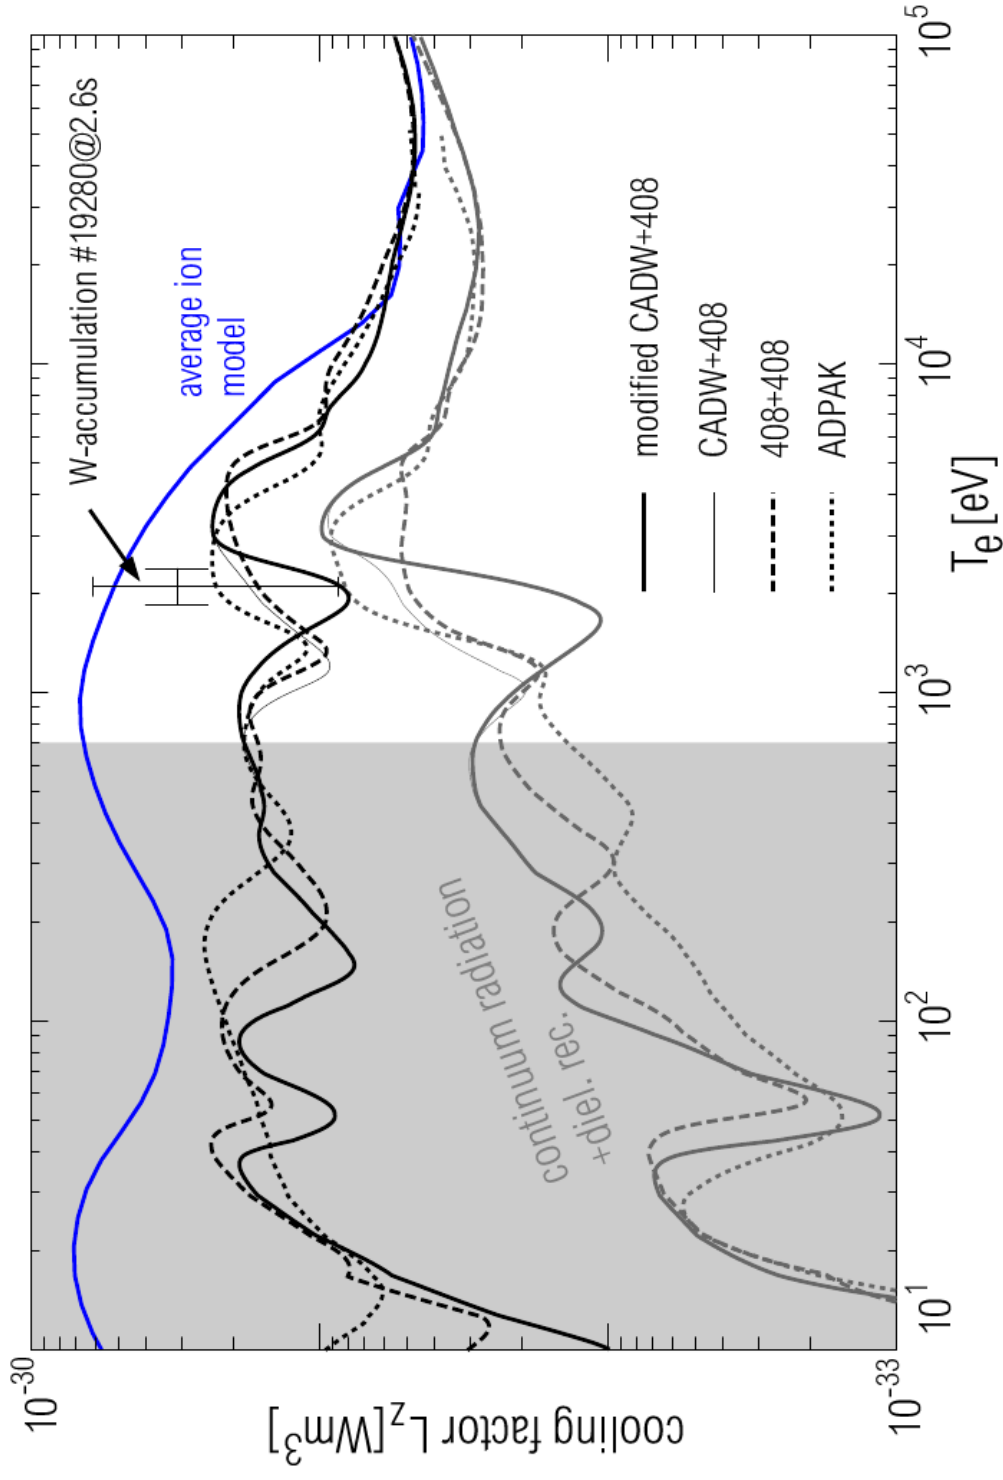 W-accumulation #19280@2.6s
average ion
model
continuum radiation
+diel. rec.
modified CADW+408
CADW+408
408+408
ADPAK
cooling factor L_z[Wm^3]
10^-30
10^-33
10^1
10^2
10^3
10^4
10^5
T_e [eV]